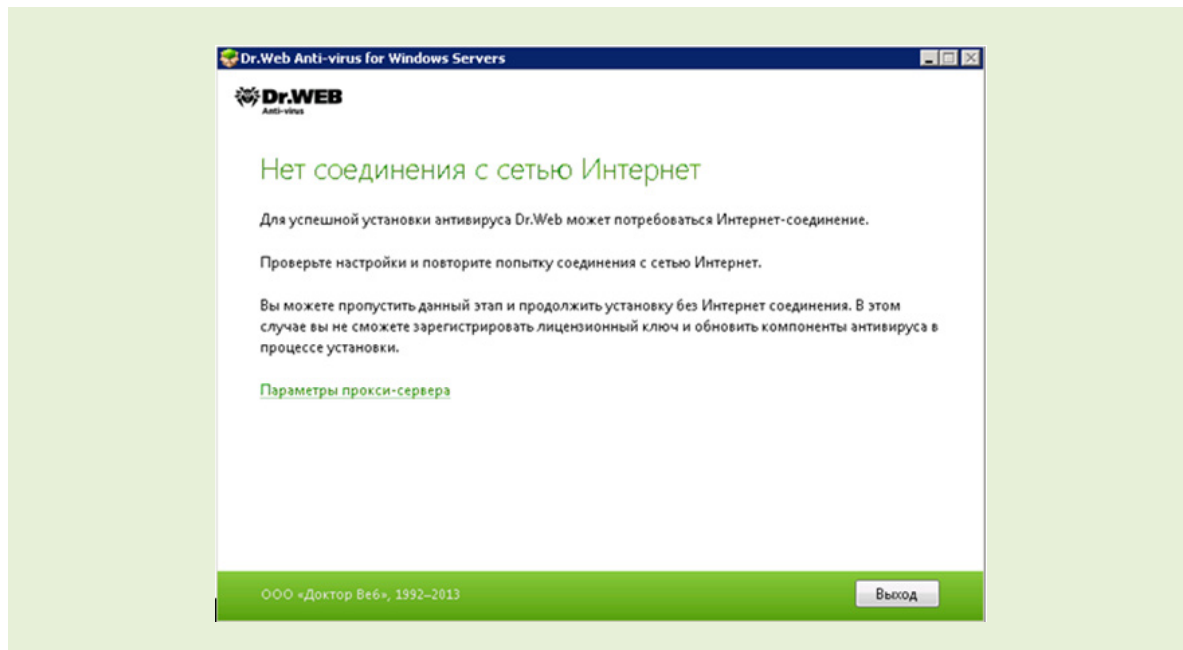 Dr.Web Anti-virus for Windows Servers
Dr.WEB
Anti-virus
Нет соединения с сетью Интернет
Для успешной установки антивируса Dr.Web может потребоваться Интернет-соединение.
Проверьте настройки и повторите попытку соединения с сетью Интернет.
Вы можете пропустить данный этап и продолжить установку без Интернет соединения. В этом
случае вы не сможете зарегистрировать лицензионный ключ и обновить компоненты антивируса в
процессе установки.
Параметры прокси-сервера
ООО «Доктор Веб», 1992–2013
Выход